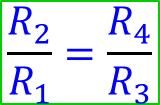 R₂/R₁ = R₄/R₃